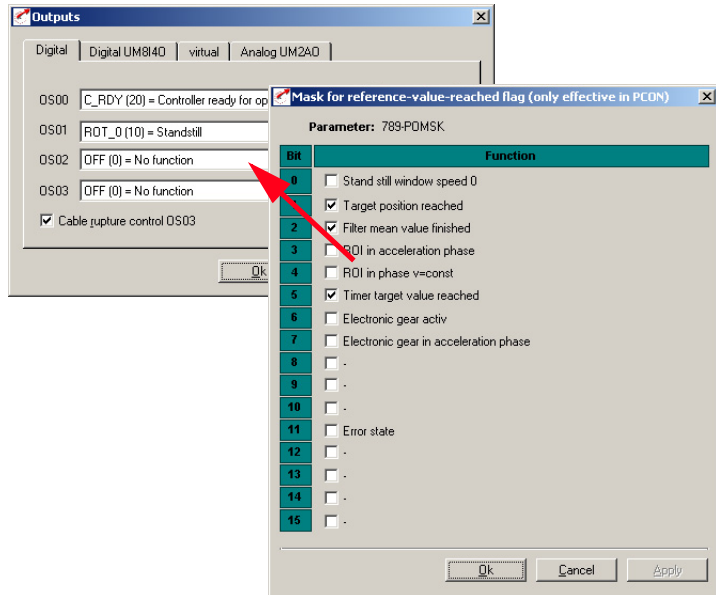 Outputs
Digital
Digital UM8I4O
virtual
Analog UM2AO
OS00 C_RDY (20) = Controller ready for op
OS01 ROT_0 (10) = Standstill
OS02 OFF (0) = No function
OS03 OFF (0) = No function
Cable rupture control OS03
Ok
Mask for reference-value-reached flag (only effective in PCON)
Parameter: 789-POMSK
Bit Function
0 Stand still window speed 0
1 Target position reached
2 Filter mean value finished
3 ROI in acceleration phase
4 ROI in phase v=const
5 Timer target value reached
6 Electronic gear activ
7 Electronic gear in acceleration phase
8 -
9 -
10 -
11 Error state
12 -
13 -
14 -
15 -
Ok
Cancel
Apply